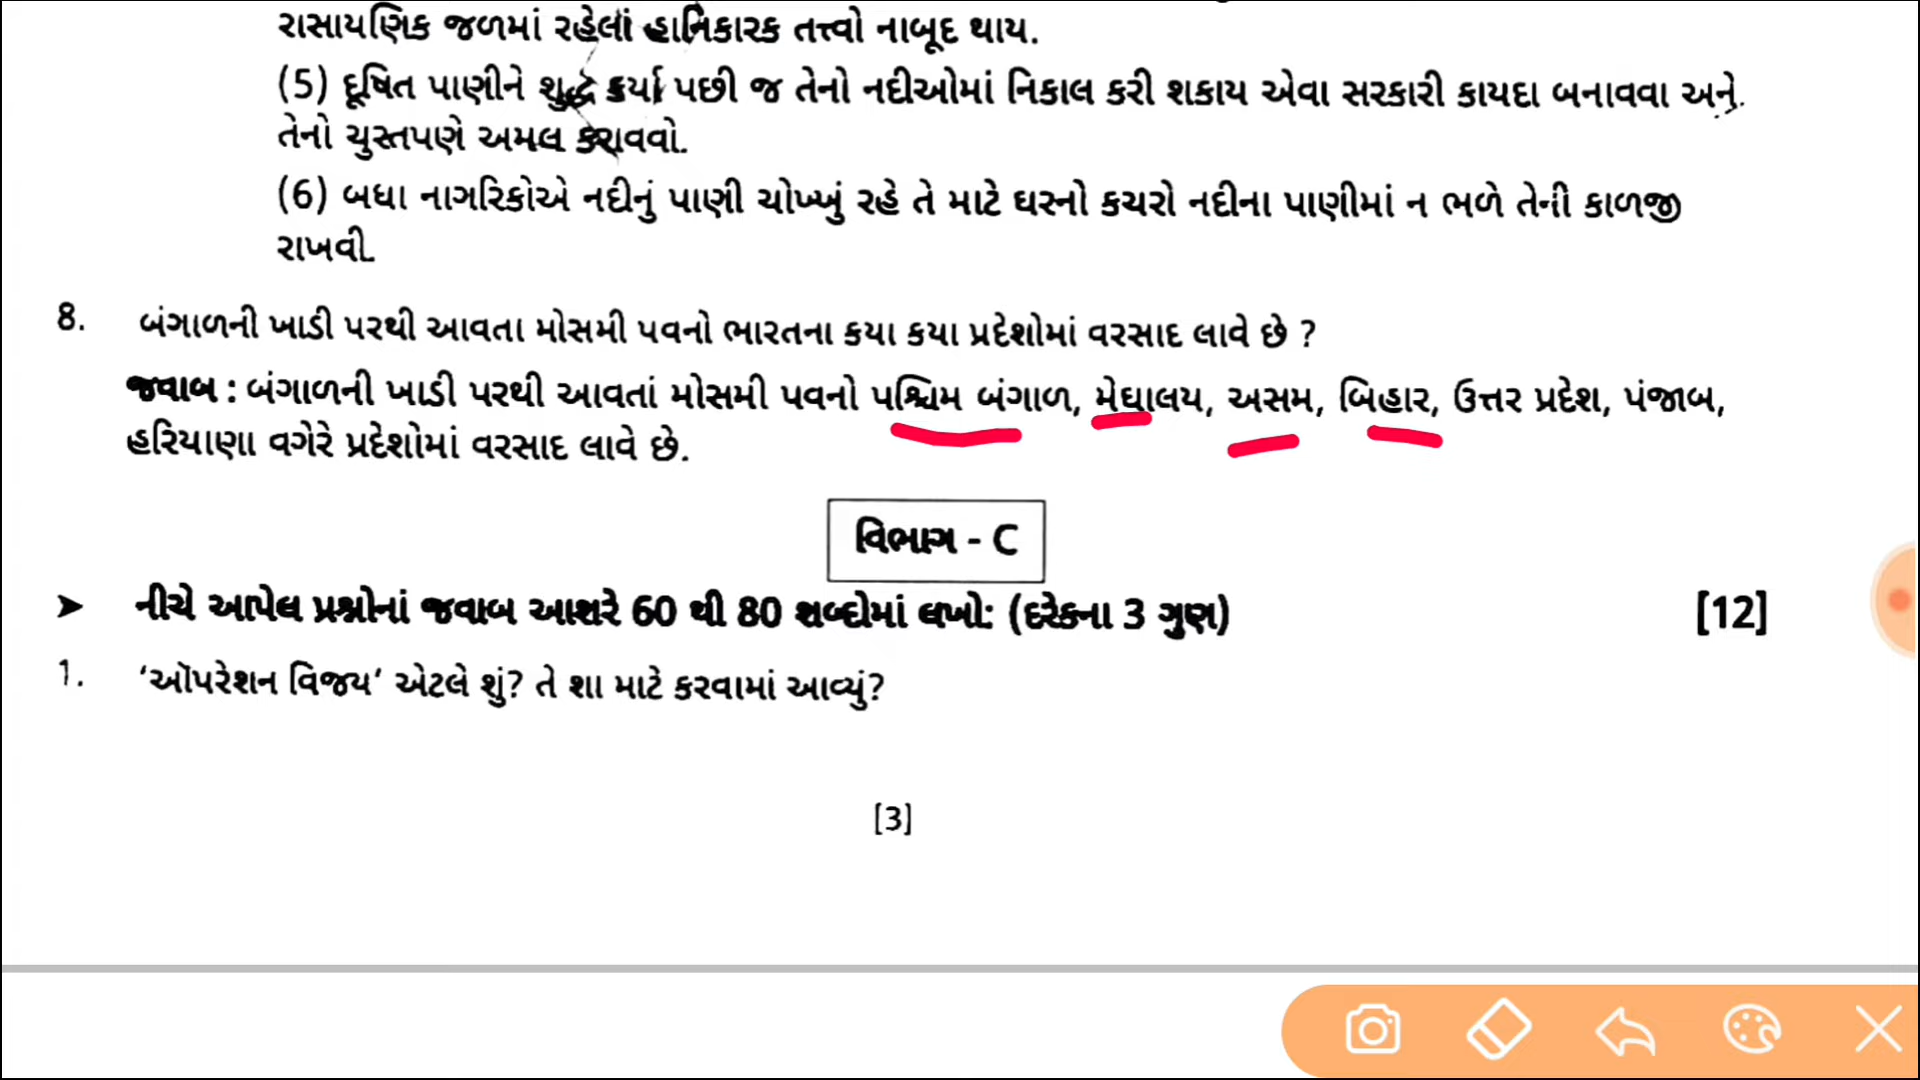 રાસાયણિક જળમાં રહેલાં હાનિકારક તત્ત્વો નાબૂદ થાય.
(5) દૂષિત પાણીને શુદ્ધ કર્યા પછી જ તેનો નદીઓમાં નિકાલ કરી શકાય એવા સરકારી કાયદા બનાવવા અને
તેનો ચુસ્તપણે અમલ કરાવવો.
(6) બધા નાગરિકોએ નદીનું પાણી ચોખ્ખું રહે તે માટે ઘરનો કચરો નદીના પાણીમાં ન ભળે તેની કાળજી
રાખવી.
8. બંગાળની ખાડી પરથી આવતા મોસમી પવનો ભારતના કયા કયા પ્રદેશોમાં વરસાદ લાવે છે ?
જવાબ : બંગાળની ખાડી પરથી આવતાં મોસમી પવનો પશ્ચિમ બંગાળ, મેઘાલય, અસમ, બિહાર, ઉત્તર પ્રદેશ, પંજાબ,
હરિયાણા વગેરે પ્રદેશોમાં વરસાદ લાવે છે.
વિભાગ - C
➤ નીચે આપેલ પ્રશ્નોનાં જવાબ આશરે 60 થી 80 શબ્દોમાં લખો: (દરેકના 3 ગુણ) [12]
1. ‘ઑપરેશન વિજય‘ એટલે શું? તે શા માટે કરવામાં આવ્યું?
[3]